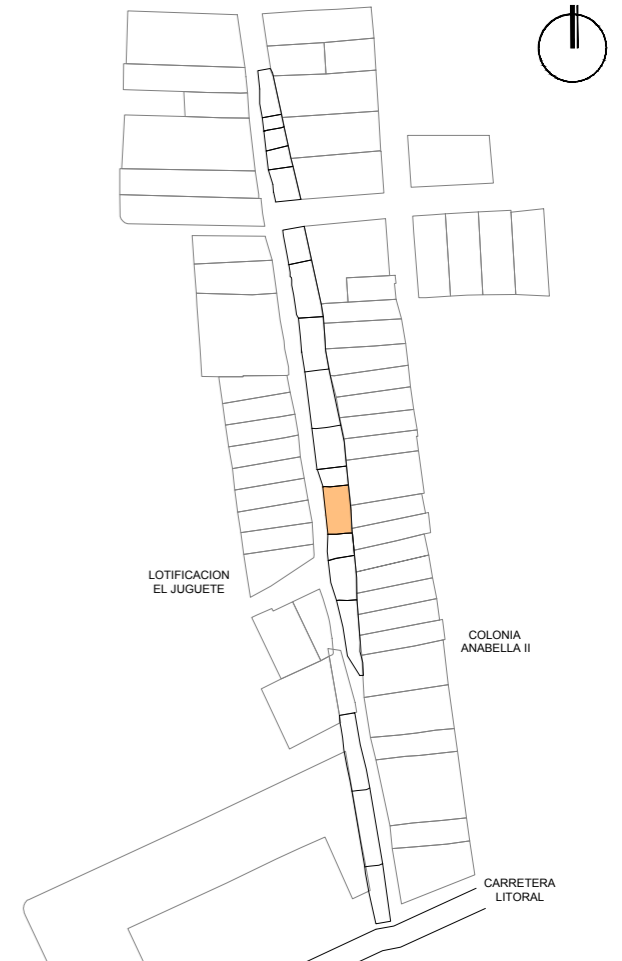 LOTIFICACION
EL JUGUETE
COLONIA
ANABELLA II
CARRETERA
LITORAL